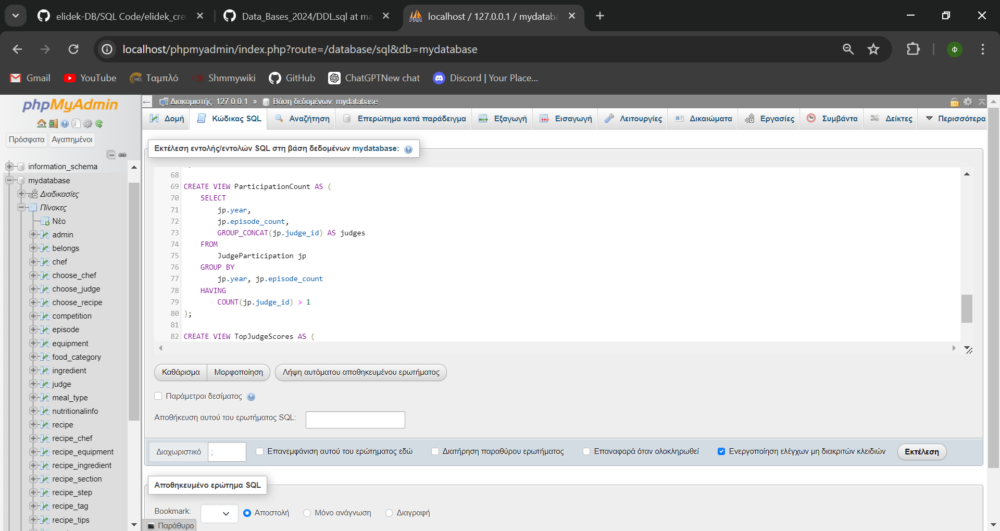 elidek-DB/SQL Code/elidek_cre
Data_Bases_2024/DDL.sql at ma
localhost / 127.0.0.1 / mydatab
localhost/phpmyadmin/index.php?route=/database/sql&db=mydatabase
Φ
Gmail
YouTube
Ταμπλό
Shmmywiki
GitHub
ChatGPTNew chat
Discord | Your Place...
phpMyAdmin
Πρόσφατα
Αγαπημένοι
information_schema
mydatabase
Διαδικασίες
Πίνακες
Νέο
admin
belongs
chef
choose_chef
choose_judge
choose_recipe
competition
episode
equipment
food_category
ingredient
judge
meal_type
nutritionalinfo
recipe
recipe_chef
recipe_equipment
recipe_ingredient
recipe_section
recipe_step
recipe_tag
recipe_tips
Διακομιστής: 127.0.0.1 » Βάση δεδομένων: mydatabase
Δομή
Κώδικας SQL
Αναζήτηση
Επερώτημα κατά παράδειγμα
Εξαγωγή
Εισαγωγή
Λειτουργίες
Δικαιώματα
Εργασίες
Συμβάντα
Δείκτες
Περισσότερα
Εκτέλεση εντολής/εντολών SQL στη βάση δεδομένων mydatabase:
68
69 CREATE VIEW ParticipationCount AS (
70 SELECT
71 jp.year,
72 jp.episode_count,
73 GROUP_CONCAT(jp.judge_id) AS judges
74 FROM
75 JudgeParticipation jp
76 GROUP BY
77 jp.year, jp.episode_count
78 HAVING
79 COUNT(jp.judge_id) > 1
80 );
81
82 CREATE VIEW TopJudgeScores AS (
Καθάρισμα
Μορφοποίηση
Λήψη αυτόματου αποθηκευμένου ερωτήματος
Παράμετροι δεσίματος
Αποθήκευση αυτού του ερωτήματος SQL:
Διαχωριστικό ;
Επανεμφάνιση αυτού του ερώτηματος εδώ
Διατήρηση παραθύρου ερωτήματος
Επαναφορά όταν ολοκληρωθεί
Ενεργοποίηση ελέγχων μη διακριτών κλειδιών
Εκτέλεση
Αποθηκευμένο ερώτημα SQL
Bookmark:
Αποστολή
Μόνο ανάγνωση
Διαγραφή
Παράθυρο